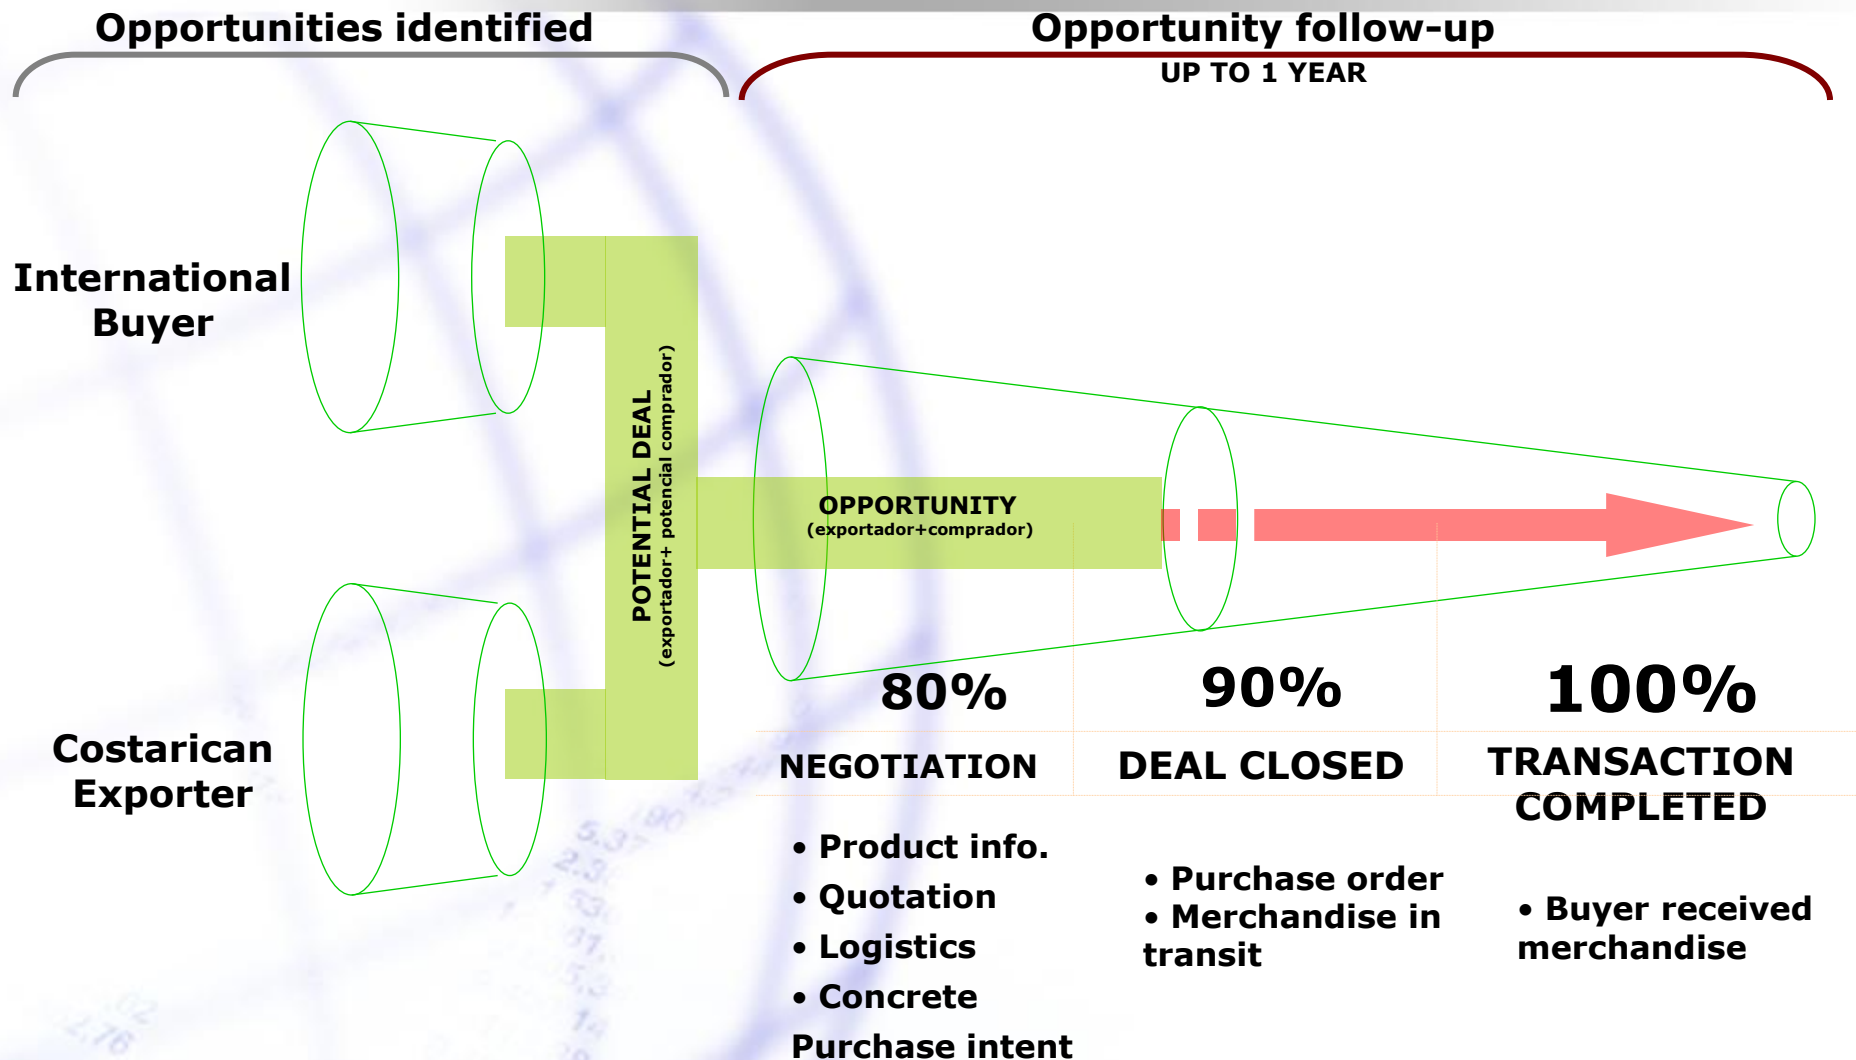 Opportunities identified
Opportunity follow-up
UP TO 1 YEAR
International
Buyer
Costarican
Exporter
POTENTIAL DEAL
(exportador+ potencial comprador)
OPPORTUNITY
(exportador+comprador)
80%
90%
100%
NEGOTIATION
DEAL CLOSED
TRANSACTION
COMPLETED
• Product info.
• Quotation
• Logistics
• Concrete
Purchase intent
• Purchase order
• Merchandise in
transit
• Buyer received
merchandise